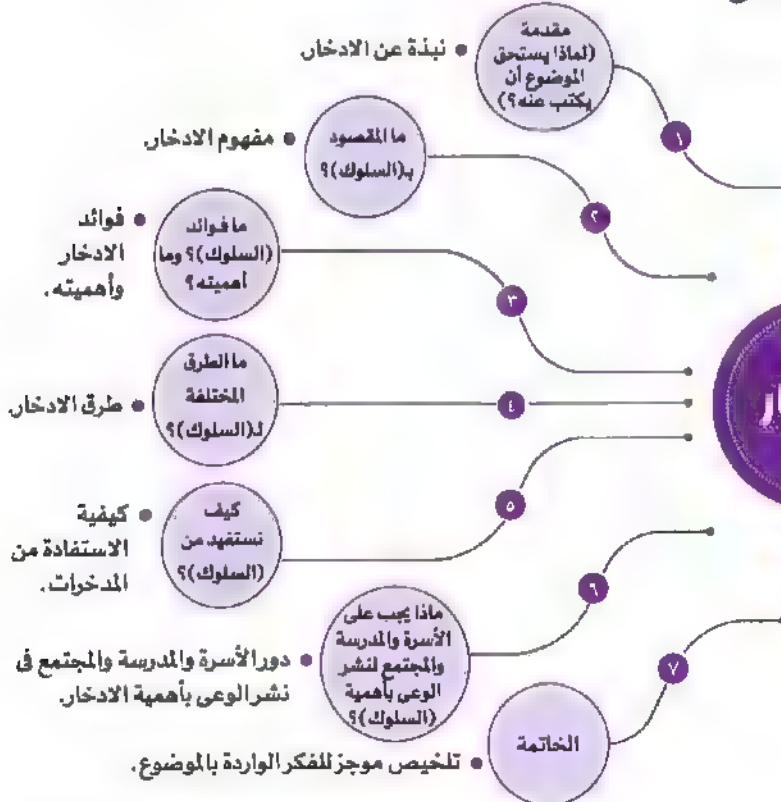 مقدمة
(لماذا يستحق
الموضوع أن
يكتب عنه؟)
• نبذة عن الادخار.
١
ما المقصود
بـ(السلوك)؟
• مفهوم الادخار.
٢
ما فوائد
(السلوك)؟ وما
أهميته؟
• فوائد
الادخار
وأهميته.
٣
ما الطرق
المختلفة
لـ(السلوك)؟
• طرق الادخار.
٤
كيف
نستفيد من
(السلوك)؟
• كيفية
الاستفادة من
المدخرات.
٥
ماذا يجب على
الأسرة والمدرسة
والمجتمع لنشر
الوعى بأهمية
(السلوك)؟
• دور الأسرة والمدرسة والمجتمع فى
نشر الوعى بأهمية الادخار.
٦
الخاتمة
• تلخيص موجز للفكر الواردة بالموضوع.
٧